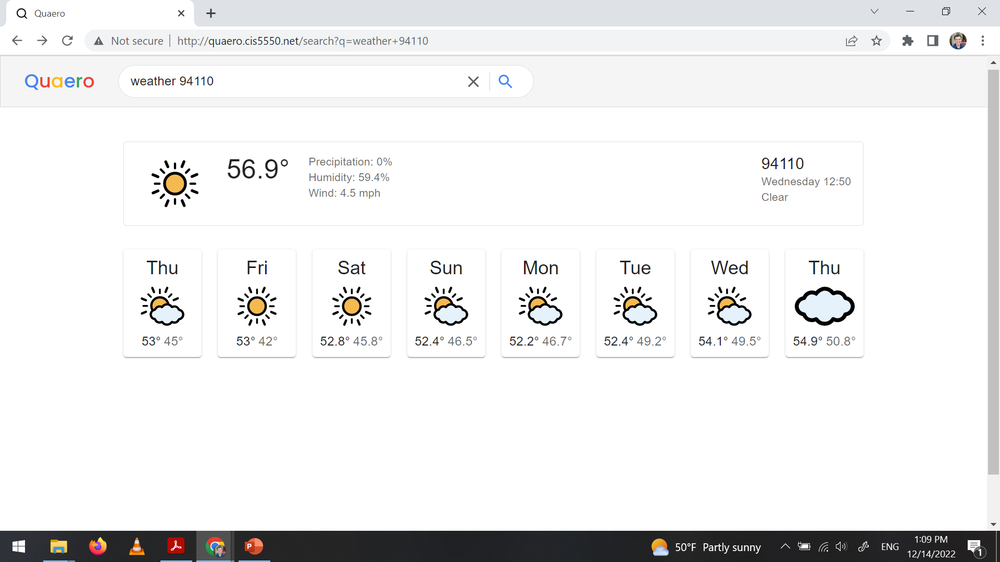 Quaero
Not secure http://quaero.cis5550.net/search?q=weather+94110
Quaero
weather 94110
56.9°
Precipitation: 0%
Humidity: 59.4%
Wind: 4.5 mph
94110
Wednesday 12:50
Clear
Thu Fri Sat Sun Mon Tue Wed Thu
53° 45° 53° 42° 52.8° 45.8° 52.4° 46.5° 52.2° 46.7° 52.4° 49.2° 54.1° 49.5° 54.9° 50.8°
P
50°F Partly sunny
ENG
1:09 PM
12/14/2022
1